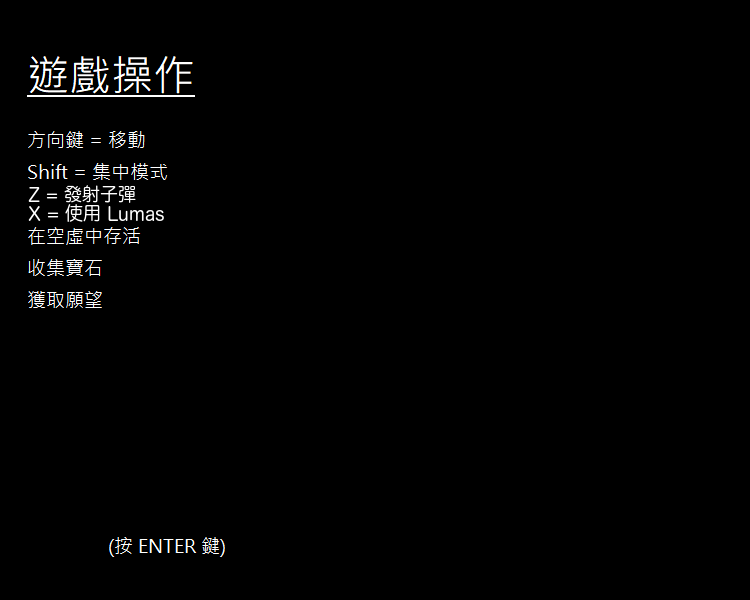 遊戲操作
方向鍵 = 移動
Shift = 集中模式
Z = 發射子彈
X = 使用 Lumas
在空虛中存活
收集寶石
獲取願望
(按 ENTER 鍵)